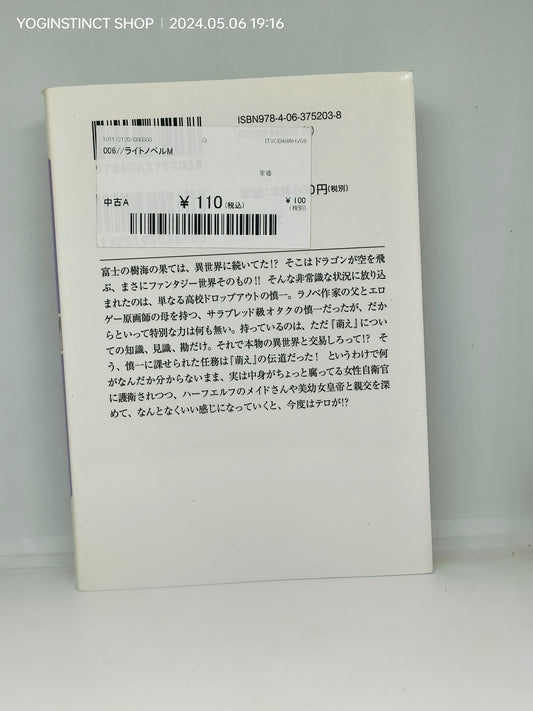 YOGINSTINCT SHOP | 2024.05.06 19:16
ISBN978-4-06-375203-8
1011/2120/000000 G
006//ライトノベルM
定価
0円(税別)
中古A ¥110(税込) ¥100
(税別)
富士の樹海の果ては、異世界に続いてた!? そこはドラゴンが空を飛
ぶ、まさにファンタジー世界そのもの!! そんな非常識な状況に放り込
まれたのは、単なる高校ドロップアウトの慎一。ラノベ作家の父とエロ
ゲー原画師の母を持つ、サラブレッド級オタクの慎一だったが、だか
らといって特別な力は何も無い。持っているのは、ただ『萌え』につい
ての知識、見識、勘だけ。それで本物の異世界と交易しろって!? そ
う、慎一に課せられた任務は『萌え』の伝道だった! というわけで何
がなんだか分からないまま、実は中身がちょっと腐ってる女性自衛官
に護衛されつつ、ハーフエルフのメイドさんや美幼女皇帝と親交を深
めて、なんとなくいい感じになっていくと、今度はテロが!?